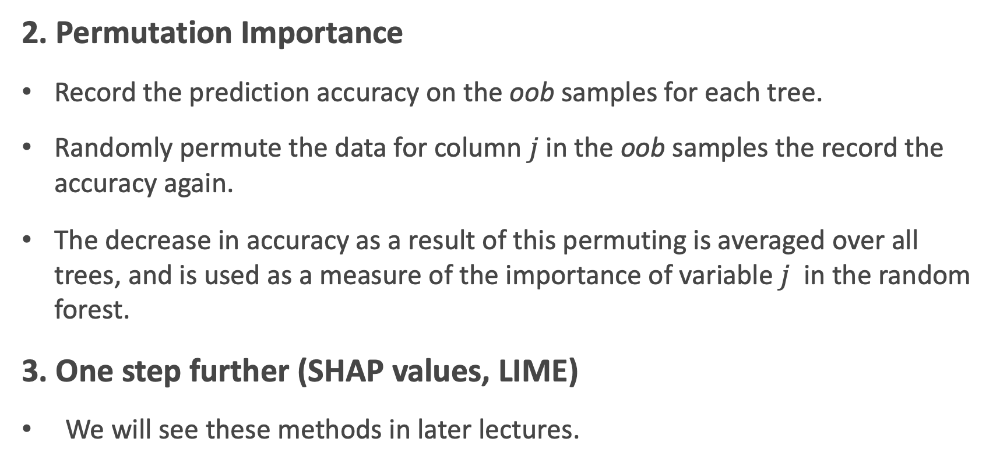 2. Permutation Importance
• Record the prediction accuracy on the oob samples for each tree.
• Randomly permute the data for column j in the oob samples the record the
accuracy again.
• The decrease in accuracy as a result of this permuting is averaged over all
trees, and is used as a measure of the importance of variable j in the random
forest.
3. One step further (SHAP values, LIME)
• We will see these methods in later lectures.